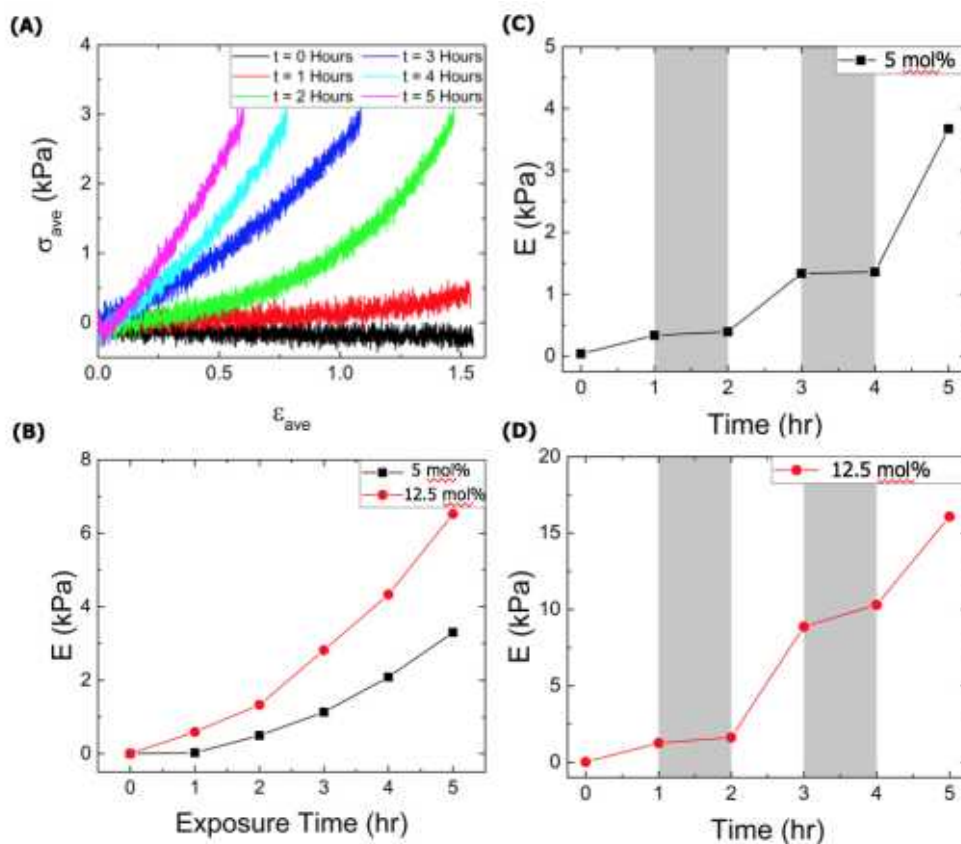 (A)
4
3
2
1
0
σave (kPa)
t = 0 Hours
t = 1 Hours
t = 2 Hours
t = 3 Hours
t = 4 Hours
t = 5 Hours
0.0 0.5 1.0 1.5
εave
(B)
8
6
4
2
0
E (kPa)
5 mol%
12.5 mol%
0 1 2 3 4 5
Exposure Time (hr)
(C)
5
4
3
2
1
0
E (kPa)
5 mol%
0 1 2 3 4 5
Time (hr)
(D)
20
15
10
5
0
E (kPa)
12.5 mol%
0 1 2 3 4 5
Time (hr)